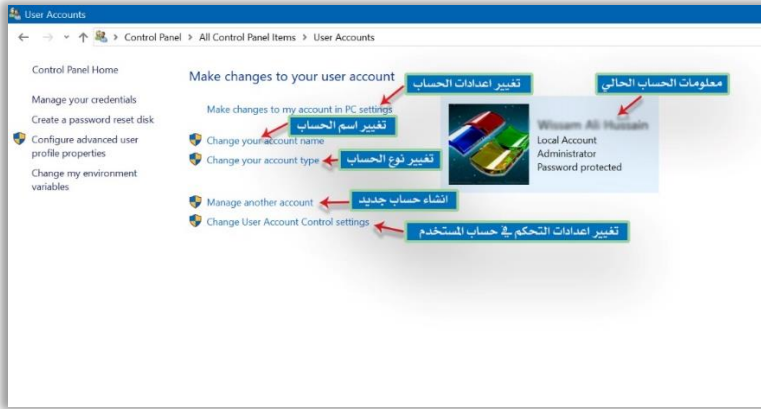 User Accounts
Control Panel > All Control Panel Items > User Accounts
Control Panel Home
Manage your credentials
Create a password reset disk
Configure advanced user
profile properties
Change my environment
variables
Make changes to your user account
تغيير اعدادات الحساب
Make changes to my account in PC settings
تغيير اسم الحساب
Change your account name
Change your account type
تغيير نوع الحساب
Manage another account
انشاء حساب جديد
Change User Account Control settings
تغيير اعدادات التحكم في حساب المستخدم
معلومات الحساب الحالي
Local Account
Administrator
Password protected